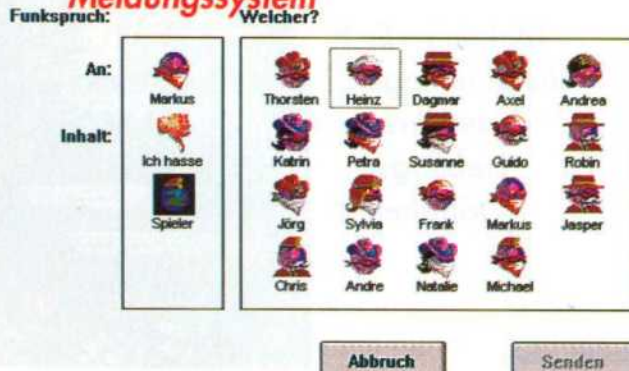 Meldungssystem
Funkspruch:
Welcher?
An:
Markus
Inhalt:
Ich hasse
Spieler
Thorsten Heinz Dagmar Axel Andrea
Katrin Petra Susanne Guido Robin
Jörg Sylvia Frank Markus Jasper
Chris Andre Natalie Michael
Abbruch Senden